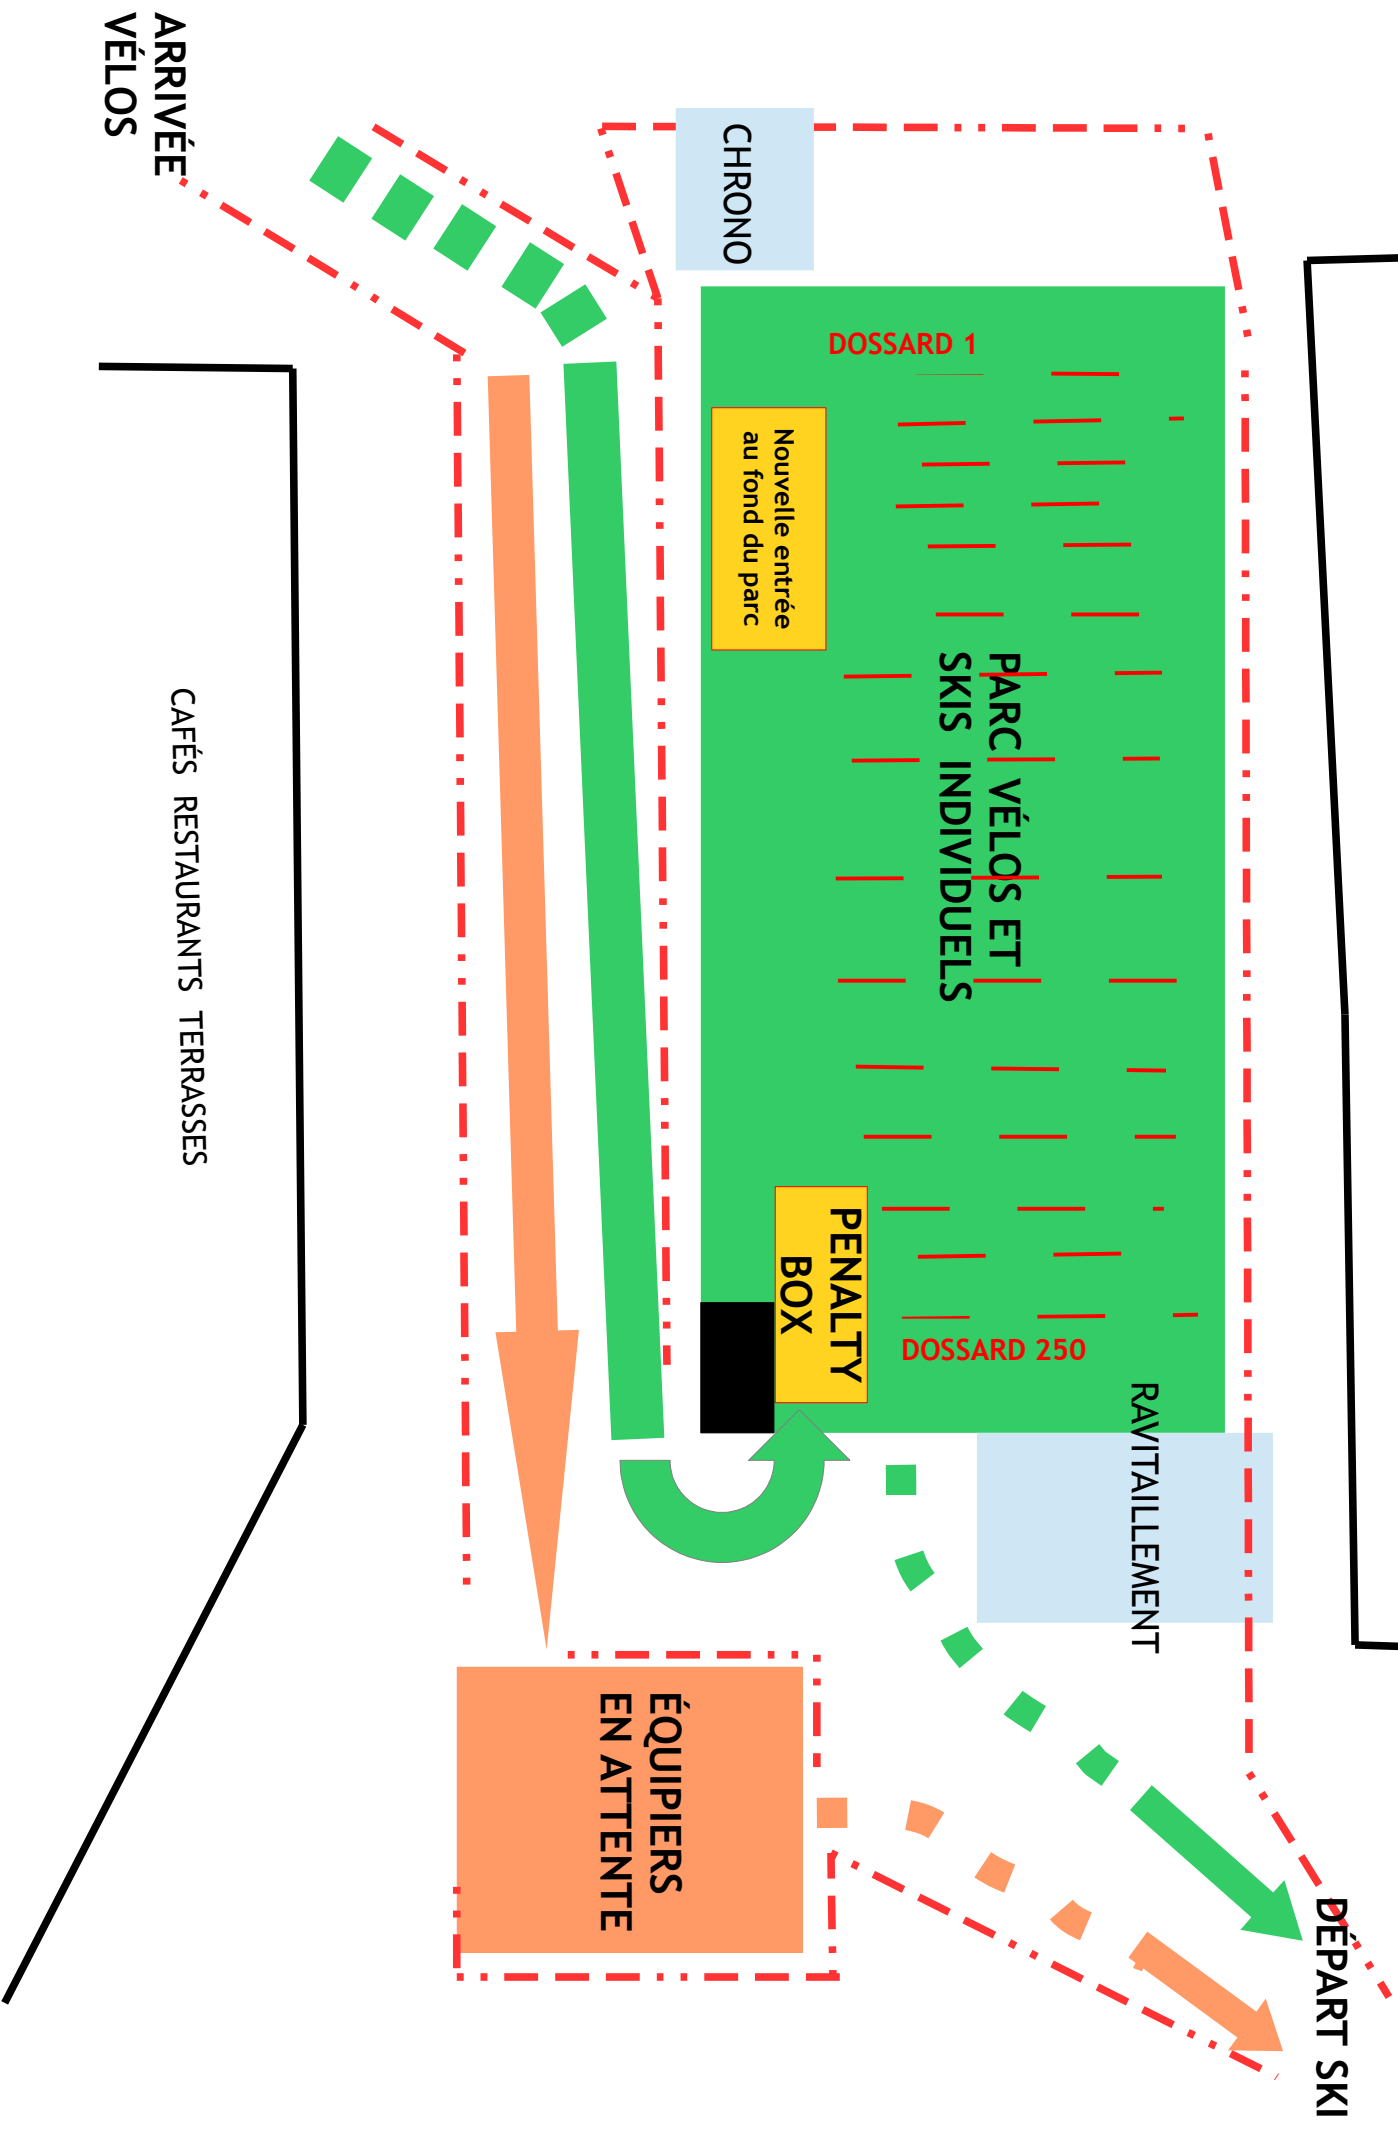 ARRIVÉE
VÉLOS
CHRONO
DOSSARD 1
Nouvelle entrée
au fond du parc
PARC VÉLOS ET
SKIS INDIVIDUELS
CAFÉS RESTAURANTS TERRASSES
PENALTY
BOX
DOSSARD 250
RAVITAILLEMENT
ÉQUIPIERS
EN ATTENTE
DÉPART SKI